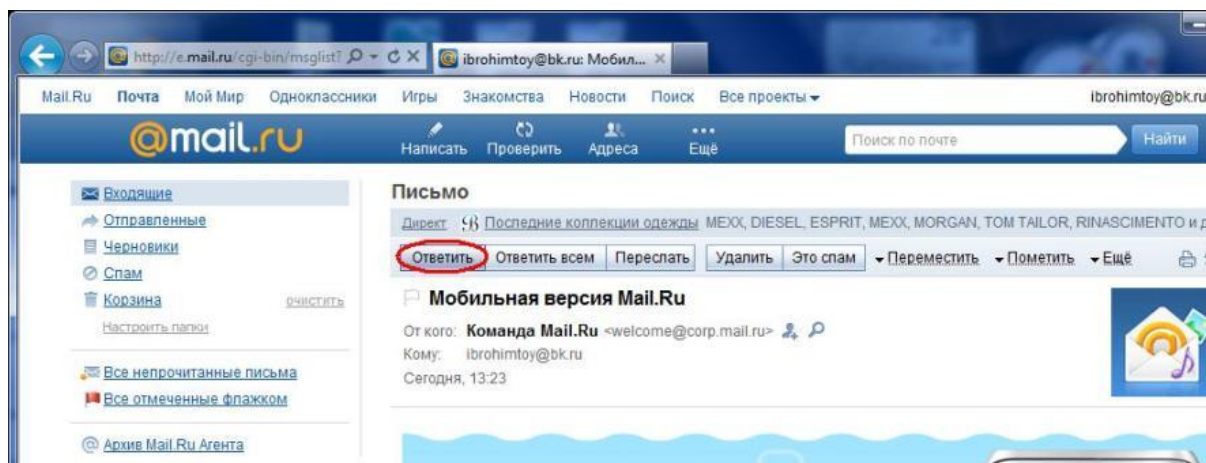 http://e.mail.ru/cgi-bin/msglist? ibrohimtoy@bk.ru: Мобил...
Mail.Ru Почта Мой Мир Одноклассники Игры Знакомства Новости Поиск Все проекты ibrohimtoy@bk.ru
@mail.ru Написать Проверить Адреса Ещё Поиск по почте Найти
Входящие
Отправленные
Черновики
Спам
Корзина очистить
Настроить папки
Все непрочитанные письма
Все отмеченные флажком
Архив Mail.Ru Агента
Письмо
Директ Последние коллекции одежды MEXX, DIESEL, ESPRIT, MEXX, MORGAN, TOM TAILOR, RINASCIMENTO и
Ответить Ответить всем Переслать Удалить Это спам Переместить Пометить Ещё
Мобильная версия Mail.Ru
От кого: Команда Mail.Ru <welcome@corp.mail.ru>
Кому: ibrohimtoy@bk.ru
Сегодня, 13:23